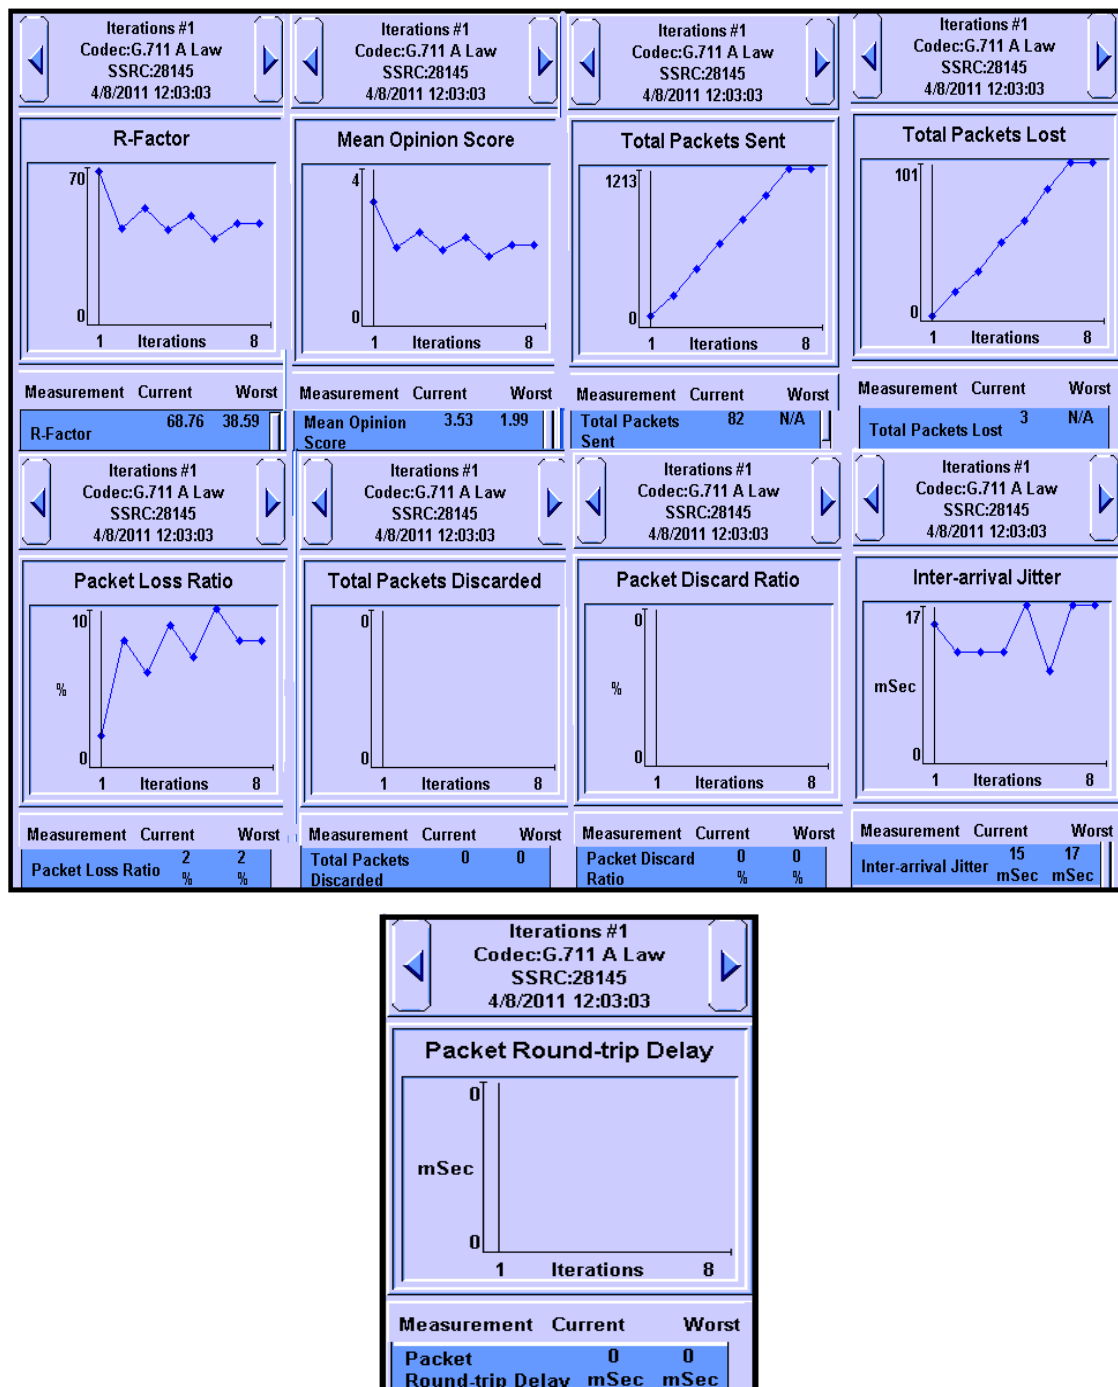 Iterations #1
Codec:G.711 A Law
SSRC:28145
4/8/2011 12:03:03
R-Factor
70
0
1 Iterations 8
Measurement Current Worst
R-Factor 68.76 38.59
Iterations #1
Codec:G.711 A Law
SSRC:28145
4/8/2011 12:03:03
Mean Opinion Score
4
0
1 Iterations 8
Measurement Current Worst
Mean Opinion 3.53 1.99
Score
Iterations #1
Codec:G.711 A Law
SSRC:28145
4/8/2011 12:03:03
Total Packets Sent
1213
0
1 Iterations 8
Measurement Current Worst
Total Packets 82 N/A
Sent
Iterations #1
Codec:G.711 A Law
SSRC:28145
4/8/2011 12:03:03
Total Packets Lost
101
0
1 Iterations 8
Measurement Current Worst
Total Packets Lost 3 N/A
Iterations #1
Codec:G.711 A Law
SSRC:28145
4/8/2011 12:03:03
Packet Loss Ratio
10
%
0
1 Iterations 8
Measurement Current Worst
Packet Loss Ratio 2 2
% %
Iterations #1
Codec:G.711 A Law
SSRC:28145
4/8/2011 12:03:03
Total Packets Discarded
0
0
1 Iterations 8
Measurement Current Worst
Total Packets 0 0
Discarded
Iterations #1
Codec:G.711 A Law
SSRC:28145
4/8/2011 12:03:03
Packet Discard Ratio
0
%
0
1 Iterations 8
Measurement Current Worst
Packet Discard 0 0
Ratio % %
Iterations #1
Codec:G.711 A Law
SSRC:28145
4/8/2011 12:03:03
Inter-arrival Jitter
17
mSec
0
1 Iterations 8
Measurement Current Worst
Inter-arrival Jitter 15 17
mSec mSec
Iterations #1
Codec:G.711 A Law
SSRC:28145
4/8/2011 12:03:03
Packet Round-trip Delay
0
mSec
0
1 Iterations 8
Measurement Current Worst
Packet 0 0
Round-trip Delay mSec mSec